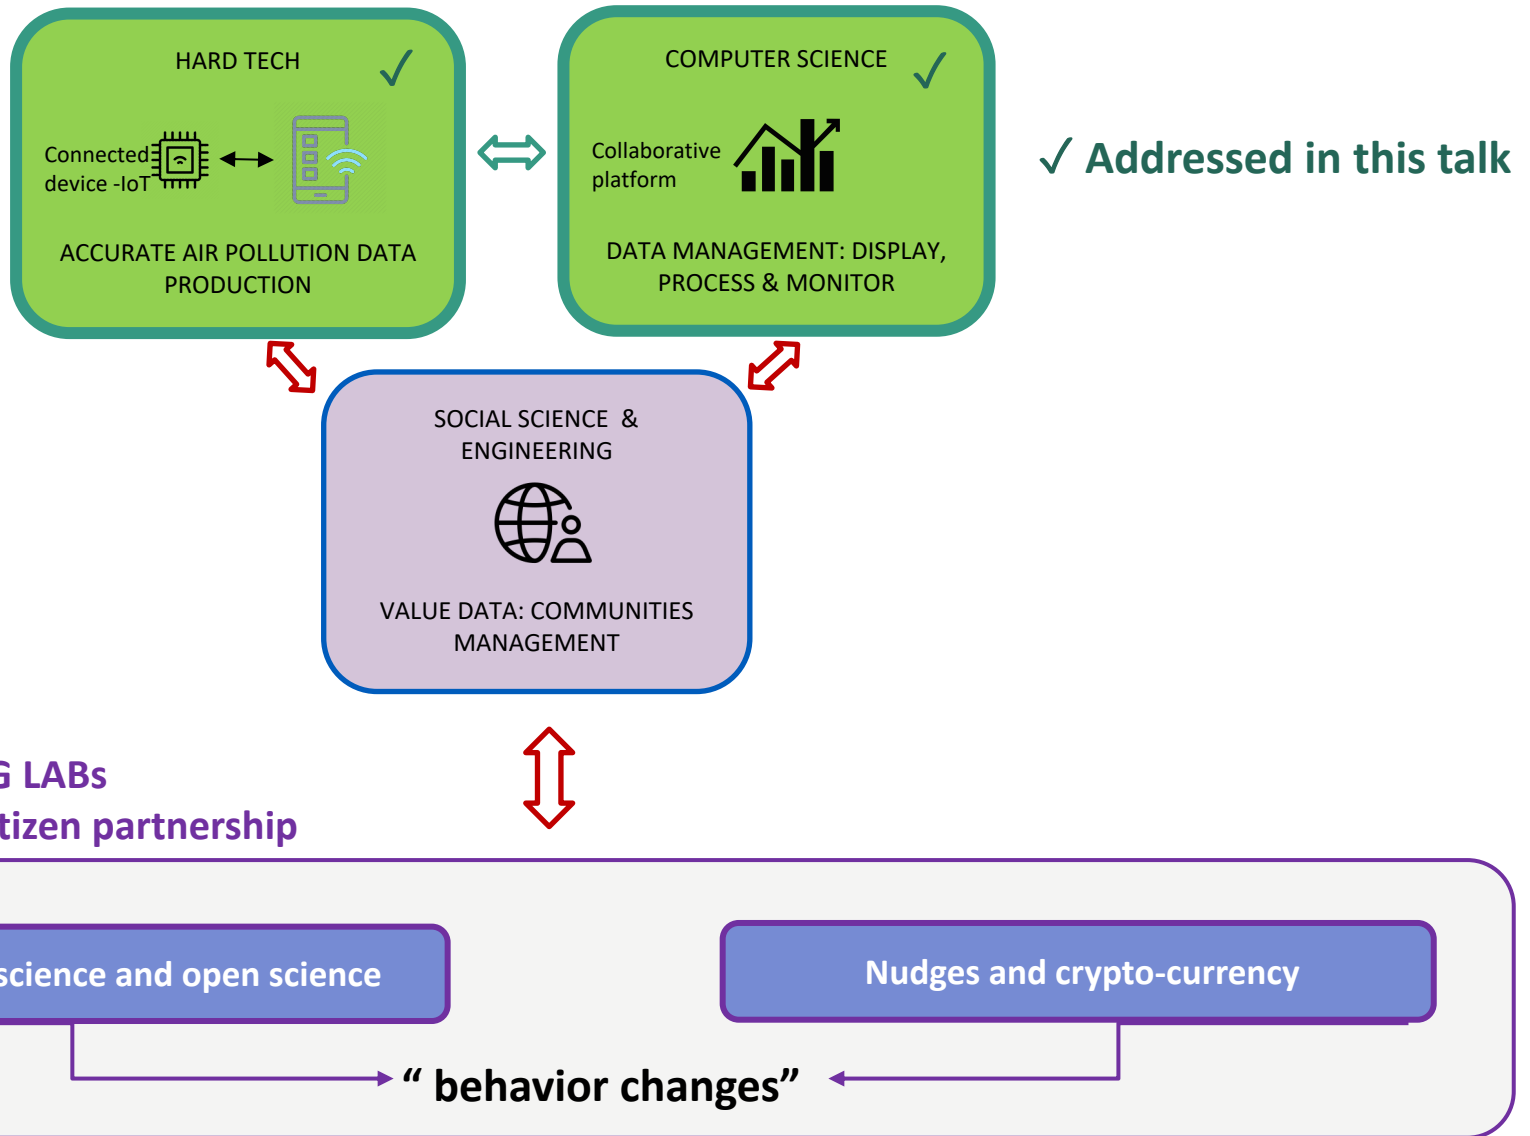 HARD TECH
✓
Connected
device -IoT
ACCURATE AIR POLLUTION DATA
PRODUCTION
COMPUTER SCIENCE
✓
Collaborative
platform
DATA MANAGEMENT: DISPLAY,
PROCESS & MONITOR
✓ Addressed in this talk
SOCIAL SCIENCE & 
ENGINEERING
VALUE DATA: COMMUNITIES
MANAGEMENT
G LABs
tizen partnership
science and open science
Nudges and crypto-currency
“ behavior changes”